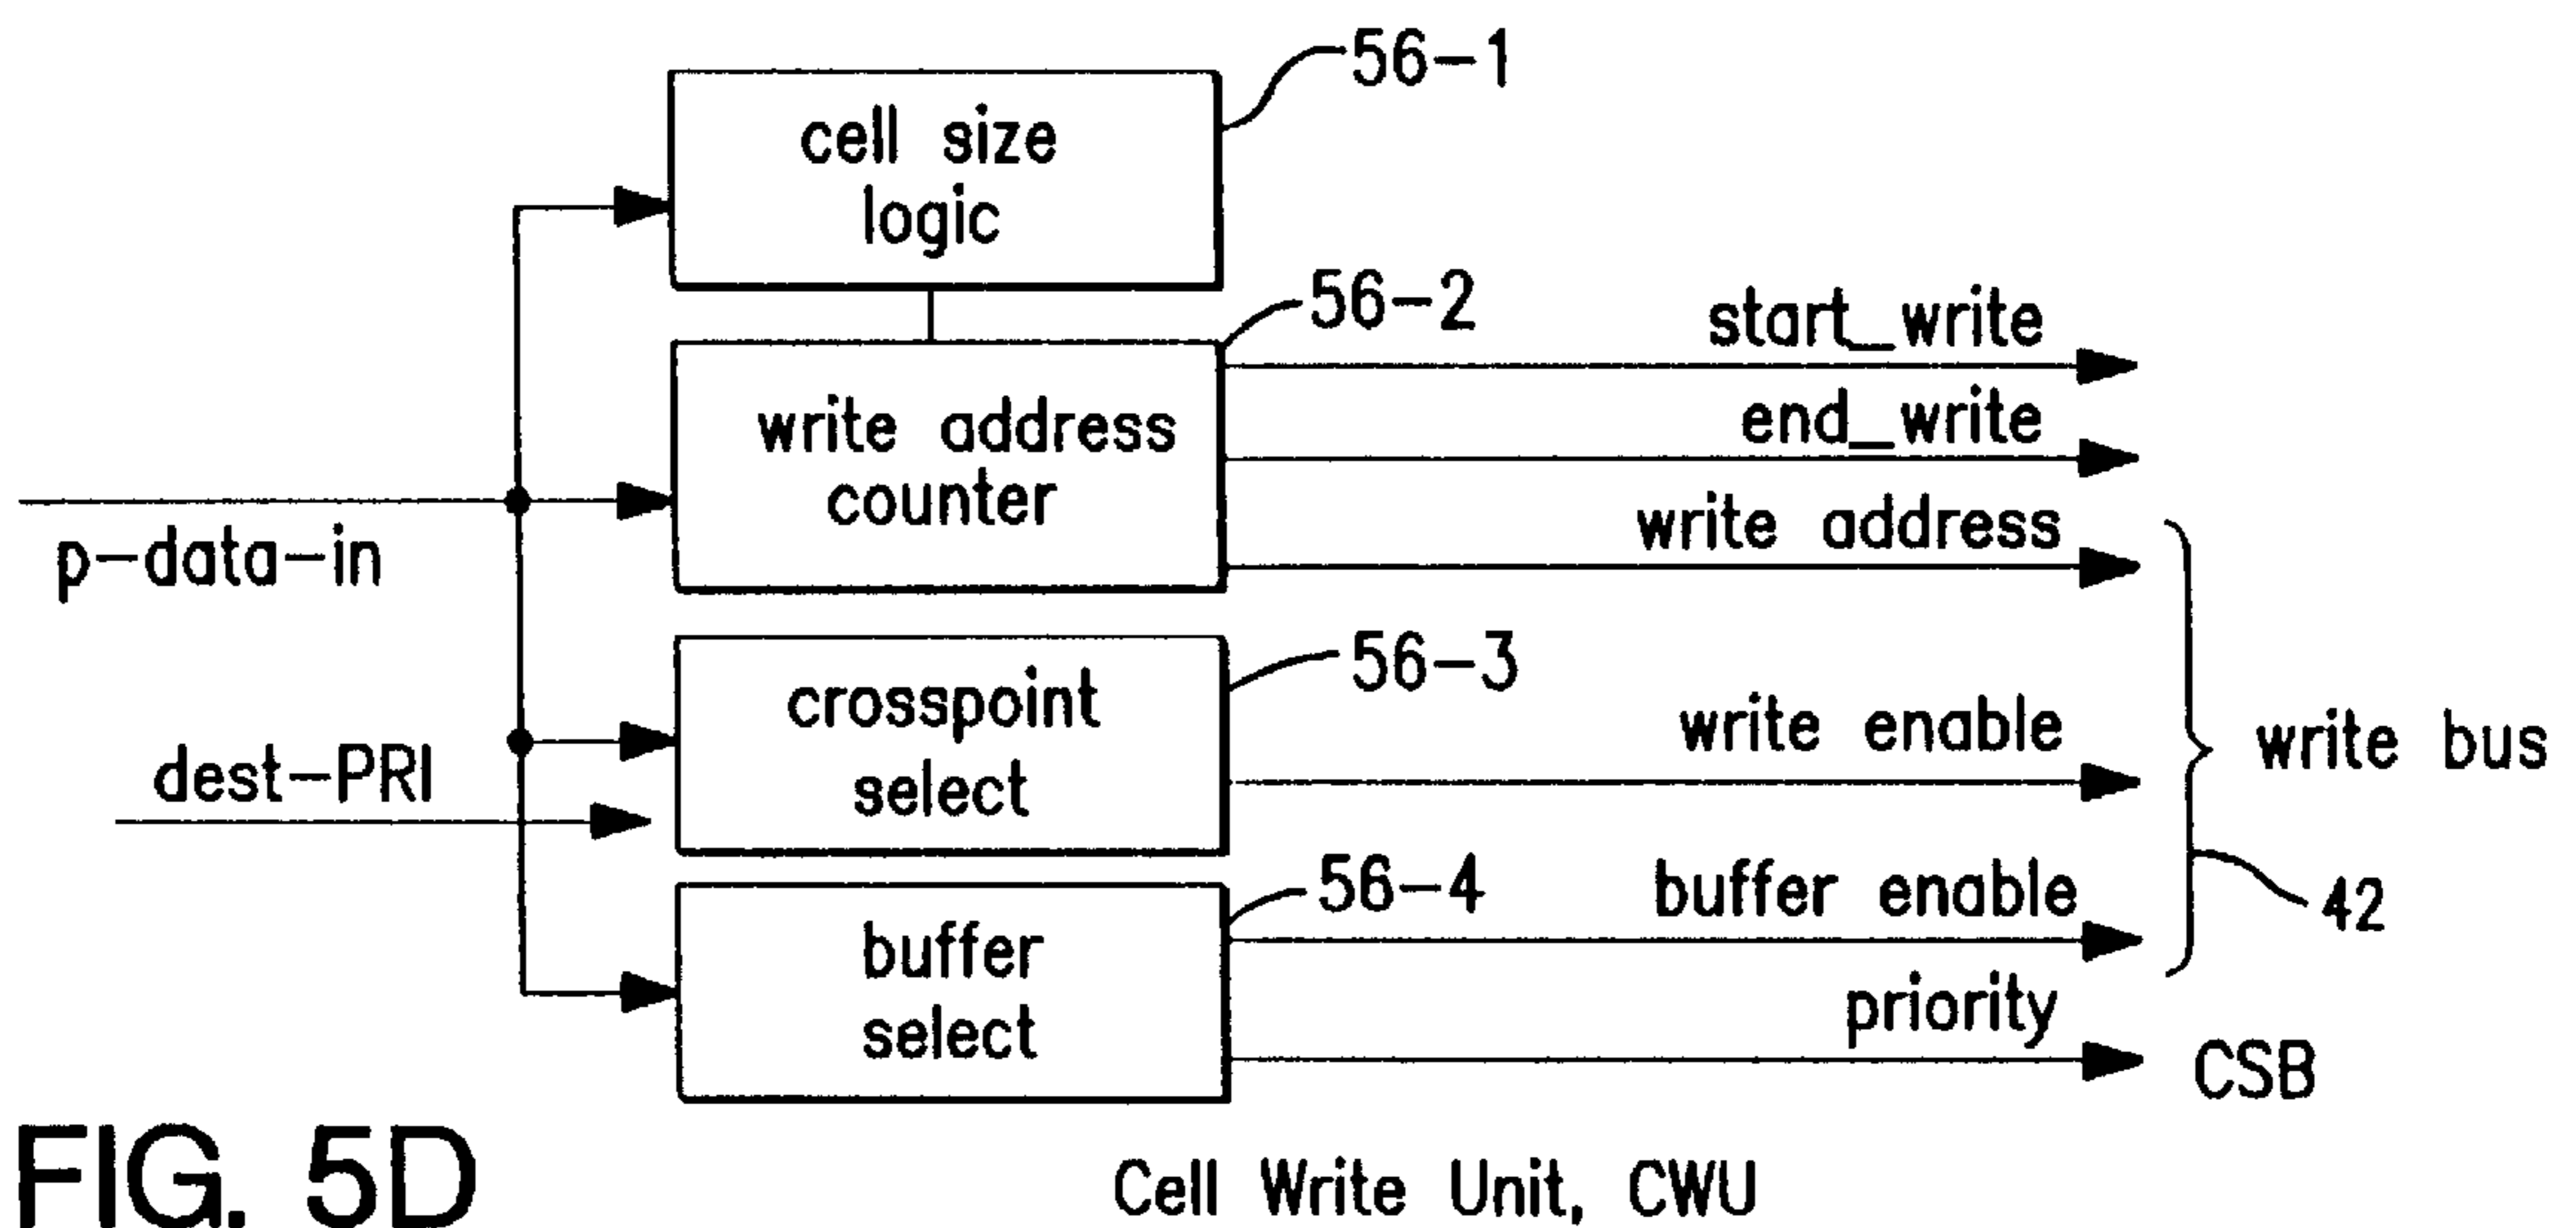 56-1
cell size
logic
56-2
start_write
end_write
write address
counter
write address
p-data-in
56-3
crosspoint
select
write enable
write bus
dest-PRI
56-4
buffer enable
42
buffer
select
priority
CSB
FIG. 5D
Cell Write Unit, CWU